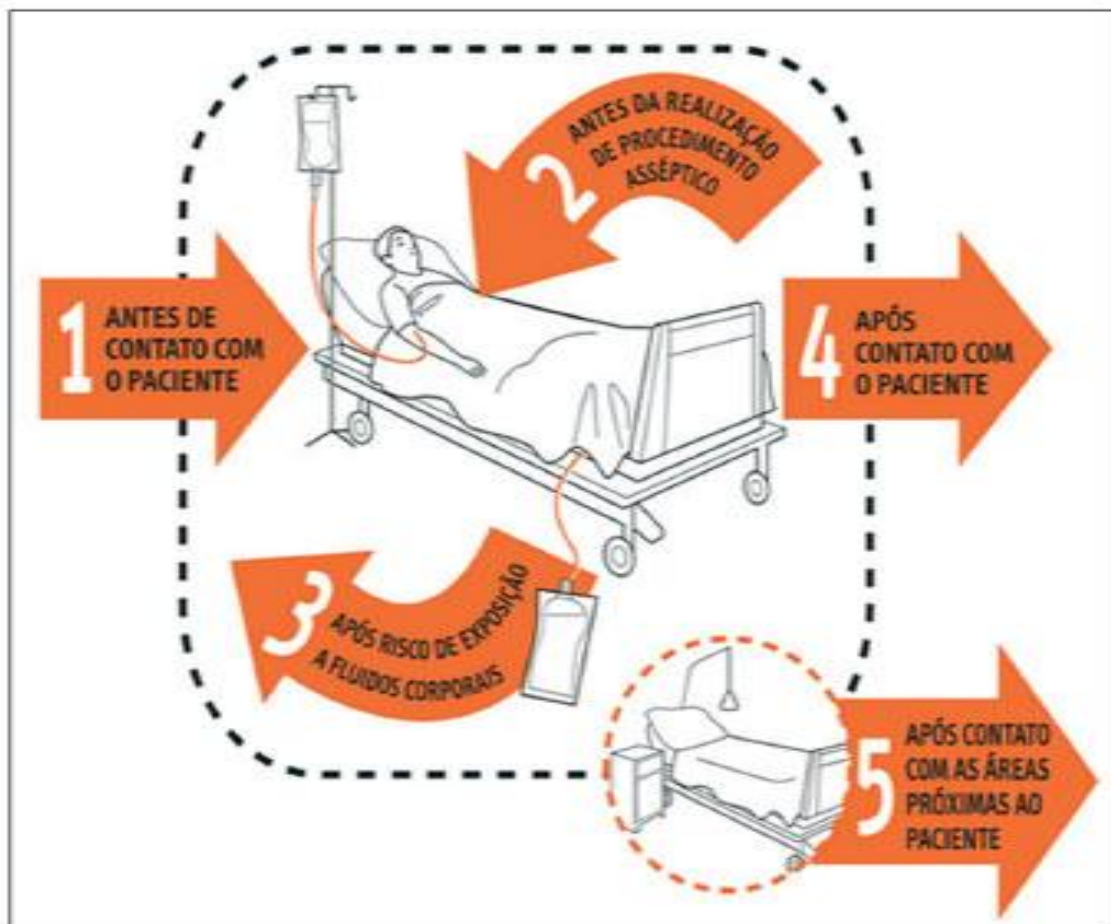 1
ANTES DE
CONTATO COM
O PACIENTE
2
ANTES DA REALIZAÇÃO
DE PROCEDIMENTO
ASSÉPTICO
3
APÓS RISCO DE EXPOSIÇÃO
A FLUIDOS CORPORAIS
4
APÓS
CONTATO COM
O PACIENTE
5
APÓS CONTATO
COM AS ÁREAS
PRÓXIMAS AO
PACIENTE